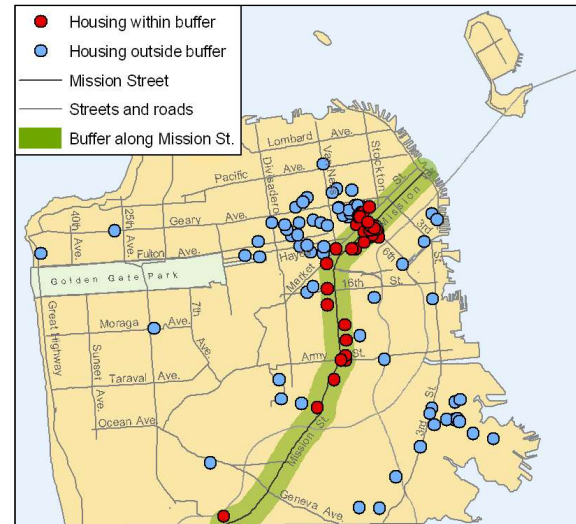 Housing within buffer
Housing outside buffer
Mission Street
Streets and roads
Buffer along Mission St.
Lombard Ave.
Pacific Ave.
Divisadero
Van Ness
Stockton
St.
Mission
40th Ave.
25th Ave.
Geary Ave.
Fulton Ave.
Hayes
Market
6th
3rd
St.
Golden Gate Park
16th St.
Great Highway
Moraga Ave.
7th Ave.
Sunset Ave.
Taraval Ave.
Army St.
Ocean Ave.
Mission St.
3rd St.
Geneva Ave.